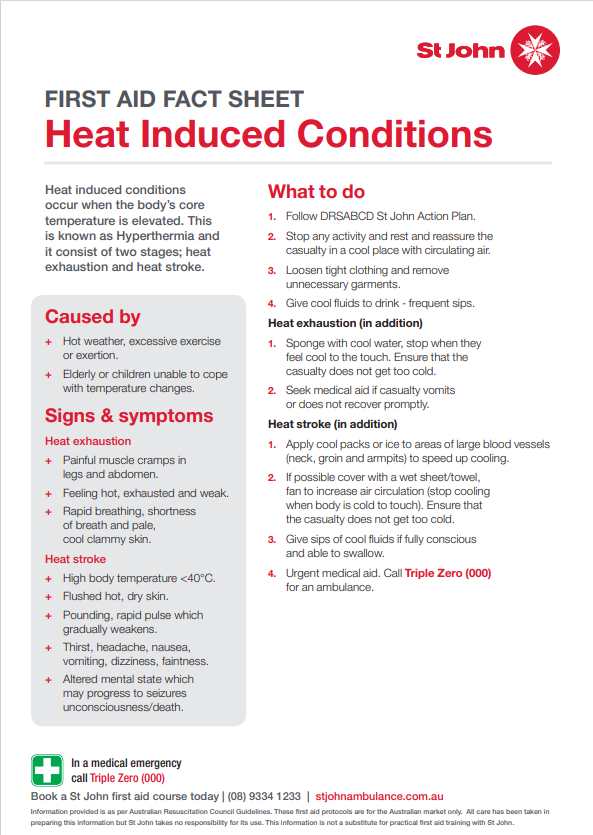 St John
FIRST AID FACT SHEET
Heat Induced Conditions
Heat induced conditions
occur when the body's core
temperature is elevated. This
is known as Hyperthermia and
it consist of two stages; heat
exhaustion and heat stroke.
Caused by
+ Hot weather, excessive exercise
or exertion.
+ Elderly or children unable to cope
with temperature changes.
Signs & symptoms
Heat exhaustion
+ Painful muscle cramps in
legs and abdomen.
+ Feeling hot, exhausted and weak.
+ Rapid breathing, shortness
of breath and pale,
cool clammy skin.
Heat stroke
+ High body temperature <40°C.
+ Flushed hot, dry skin.
+ Pounding, rapid pulse which
gradually weakens.
+ Thirst, headache, nausea,
vomiting, dizziness, faintness.
+ Altered mental state which
may progress to seizures
unconsciousness/death.
What to do
1. Follow DRSABCD St John Action Plan.
2. Stop any activity and rest and reassure the
casualty in a cool place with circulating air.
3. Loosen tight clothing and remove
unnecessary garments.
4. Give cool fluids to drink - frequent sips.
Heat exhaustion (in addition)
1. Sponge with cool water, stop when they
feel cool to the touch. Ensure that the
casualty does not get too cold.
2. Seek medical aid if casualty vomits
or does not recover promptly.
Heat stroke (in addition)
1. Apply cool packs or ice to areas of large blood vessels
(neck, groin and armpits) to speed up cooling.
2. If possible cover with a wet sheet/towel,
fan to increase air circulation (stop cooling
when body is cold to touch). Ensure that
the casualty does not get too cold.
3. Give sips of cool fluids if fully conscious
and able to swallow.
4. Urgent medical aid. Call Triple Zero (000)
for an ambulance.
In a medical emergency
call Triple Zero (000)
Book a St John first aid course today | (08) 9334 1233 | stjohnambulance.com.au
Information provided is as per Australian Resuscitation Council Guidelines. These first aid protocols are for the Australian market only. All care has been taken in
preparing this information but St John takes no responsibility for its use. This information is not a substitute for practical first aid training with St John.